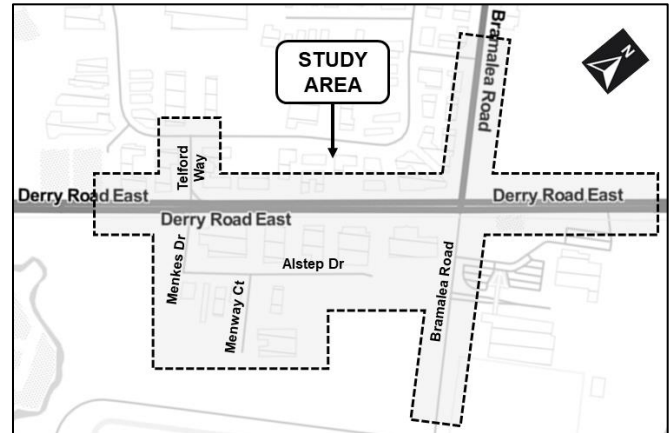 Bramalea Road
STUDY
AREA
N
Telford
Way
Derry Road East
Derry Road East
Derry Road East
Menkes Dr
Alstep Dr
Menway Ct
Bramalea Road